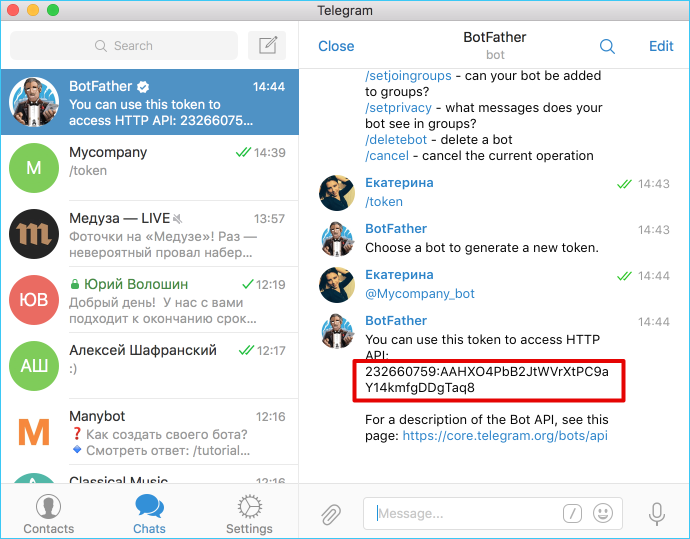 Telegram
Search
BotFather 14:44
You can use this token to
access HTTP API: 23266075...
M
Mycompany 14:39
/token
m
Медуза — LIVE 13:57
Фоточки на «Медузе»! Раз —
невероятный провал набер...
ЮВ
Юрий Волошин 12:19
Добрый день! У нас с вами
подходит к окончанию срок...
АШ
Алексей Шафранский 12:17
:)
M
Manybot 12:16
❓Как создать своего бота?
🔹Смотреть ответ: /tutorial...
Classical Music 12:16
Contacts
Chats
Settings
Close
BotFather
bot
Edit
/setjoingroups - can your bot be added
to groups?
/setprivacy - what messages does your
bot see in groups?
/deletebot - delete a bot
/cancel - cancel the current operation
Екатерина 14:43
/token
BotFather 14:43
Choose a bot to generate a new token.
Екатерина 14:44
@Mycompany_bot
BotFather 14:44
You can use this token to access HTTP
API:
232660759:AAHXO4PbB2JtWVrXtPC9a
Y14kmfgDDgTaq8
For a description of the Bot API, see this
page: https://core.telegram.org/bots/api
Message...
/